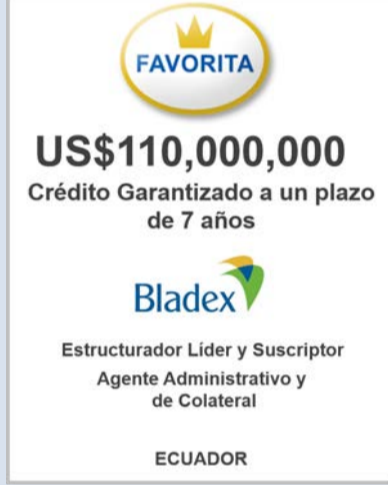 FAVORITA
US$110,000,000
Crédito Garantizado a un plazo
de 7 años
Bladex
Estructurador Líder y Suscriptor
Agente Administrativo y
de Colateral
ECUADOR